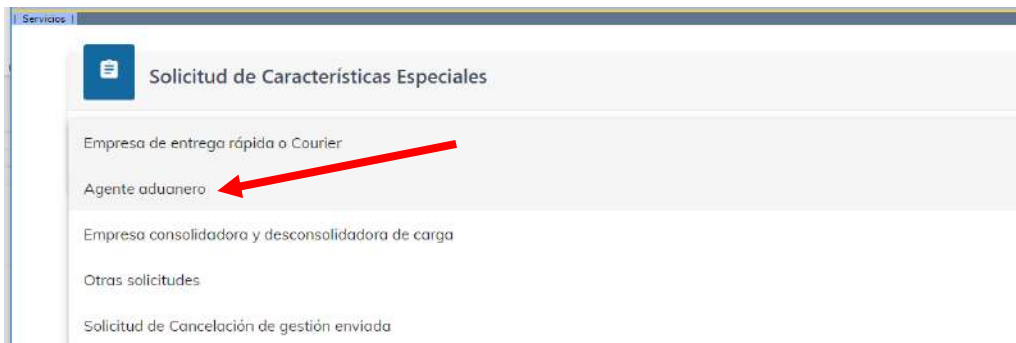 | Servicios |
Solicitud de Características Especiales
Empresa de entrega rápida o Courier
Agente aduanero
Empresa consolidadora y desconsolidadora de carga
Otras solicitudes
Solicitud de Cancelación de gestión enviada